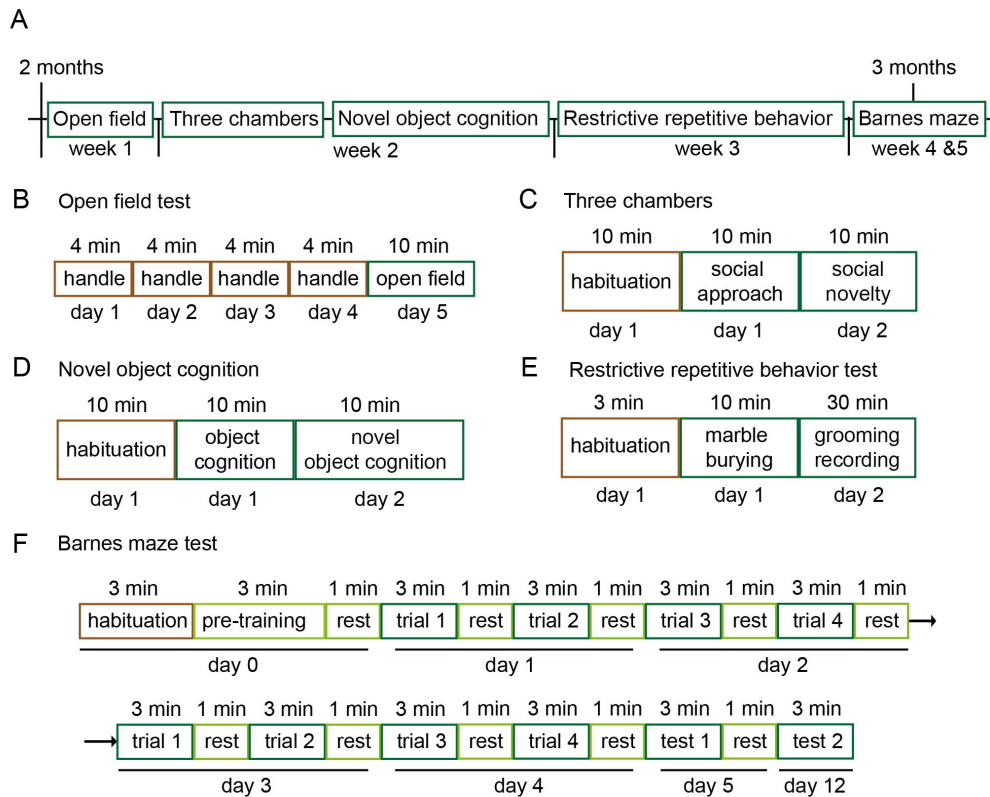 A
2 months
3 months
Open field
Three chambers
Novel object cognition
Restrictive repetitive behavior
Barnes maze
week 1
week 2
week 3
week 4 &5
B Open field test
4 min 4 min 4 min 4 min 10 min
handle handle handle handle open field
day 1 day 2 day 3 day 4 day 5
C Three chambers
10 min 10 min 10 min
habituation
social
approach
social
novelty
day 1 day 1 day 2
D Novel object cognition
10 min 10 min 10 min
habituation
object
cognition
novel
object cognition
day 1 day 1 day 2
E Restrictive repetitive behavior test
3 min 10 min 30 min
habituation
marble
burying
grooming
recording
day 1 day 1 day 2
F Barnes maze test
3 min 3 min 1 min 3 min 1 min 3 min 1 min 3 min 1 min 3 min 1 min
habituation pre-training rest trial 1 rest trial 2 rest trial 3 rest trial 4 rest
day 0 day 1 day 2
3 min 1 min 3 min 1 min 3 min 1 min 3 min 1 min 3 min 1 min 3 min
trial 1 rest trial 2 rest trial 3 rest trial 4 rest test 1 rest test 2
day 3 day 4 day 5 day 12